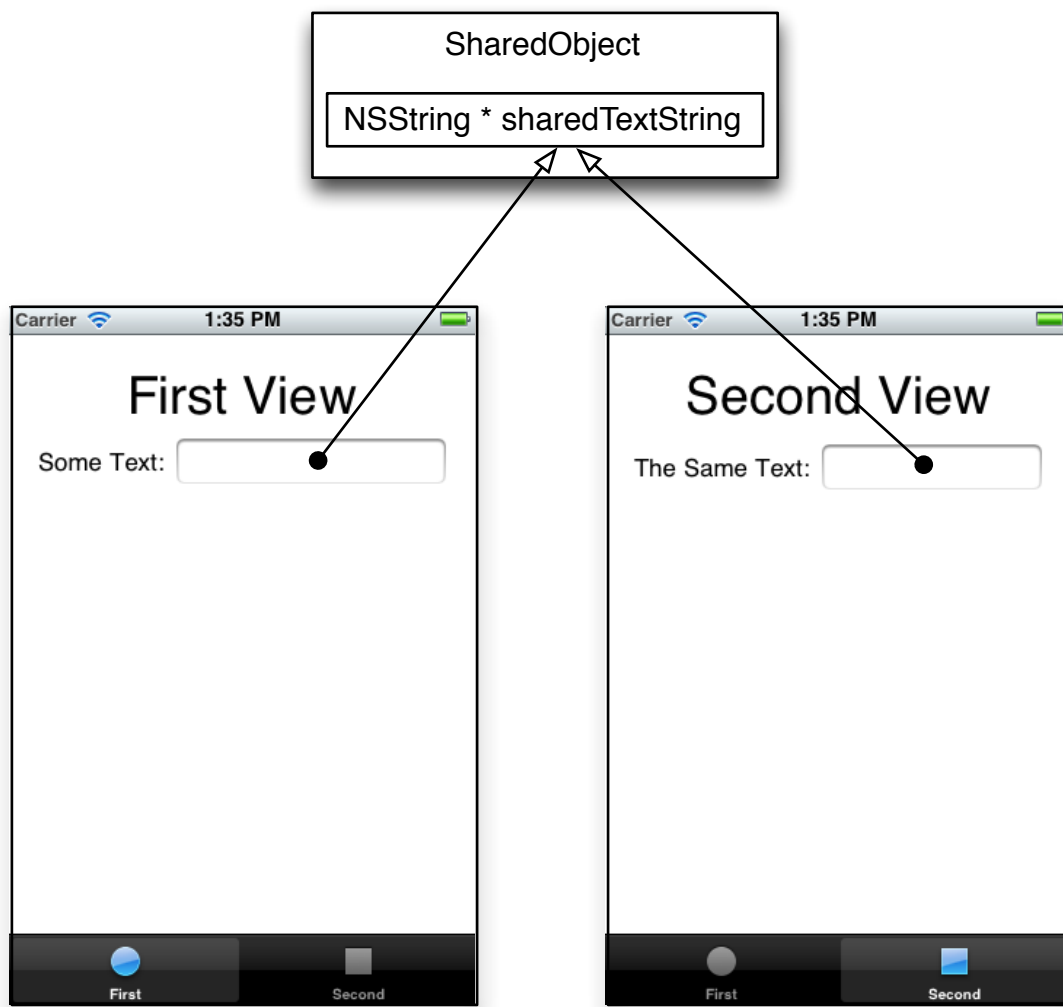 SharedObject
NSString * sharedTextString
Carrier 1:35 PM
First View
Some Text:
First Second
Carrier 1:35 PM
Second View
The Same Text:
First Second